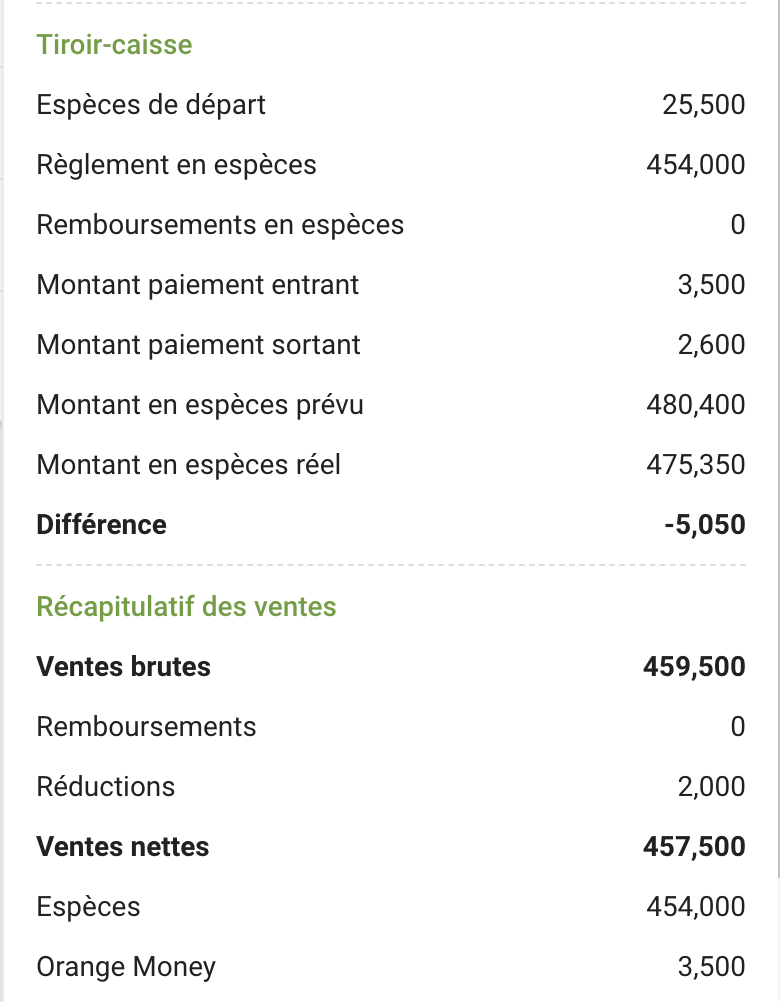 Tiroir-caisse
Espèces de départ 25,500
Règlement en espèces 454,000
Remboursements en espèces 0
Montant paiement entrant 3,500
Montant paiement sortant 2,600
Montant en espèces prévu 480,400
Montant en espèces réel 475,350
Différence -5,050
Récapitulatif des ventes
Ventes brutes 459,500
Remboursements 0
Réductions 2,000
Ventes nettes 457,500
Espèces 454,000
Orange Money 3,500